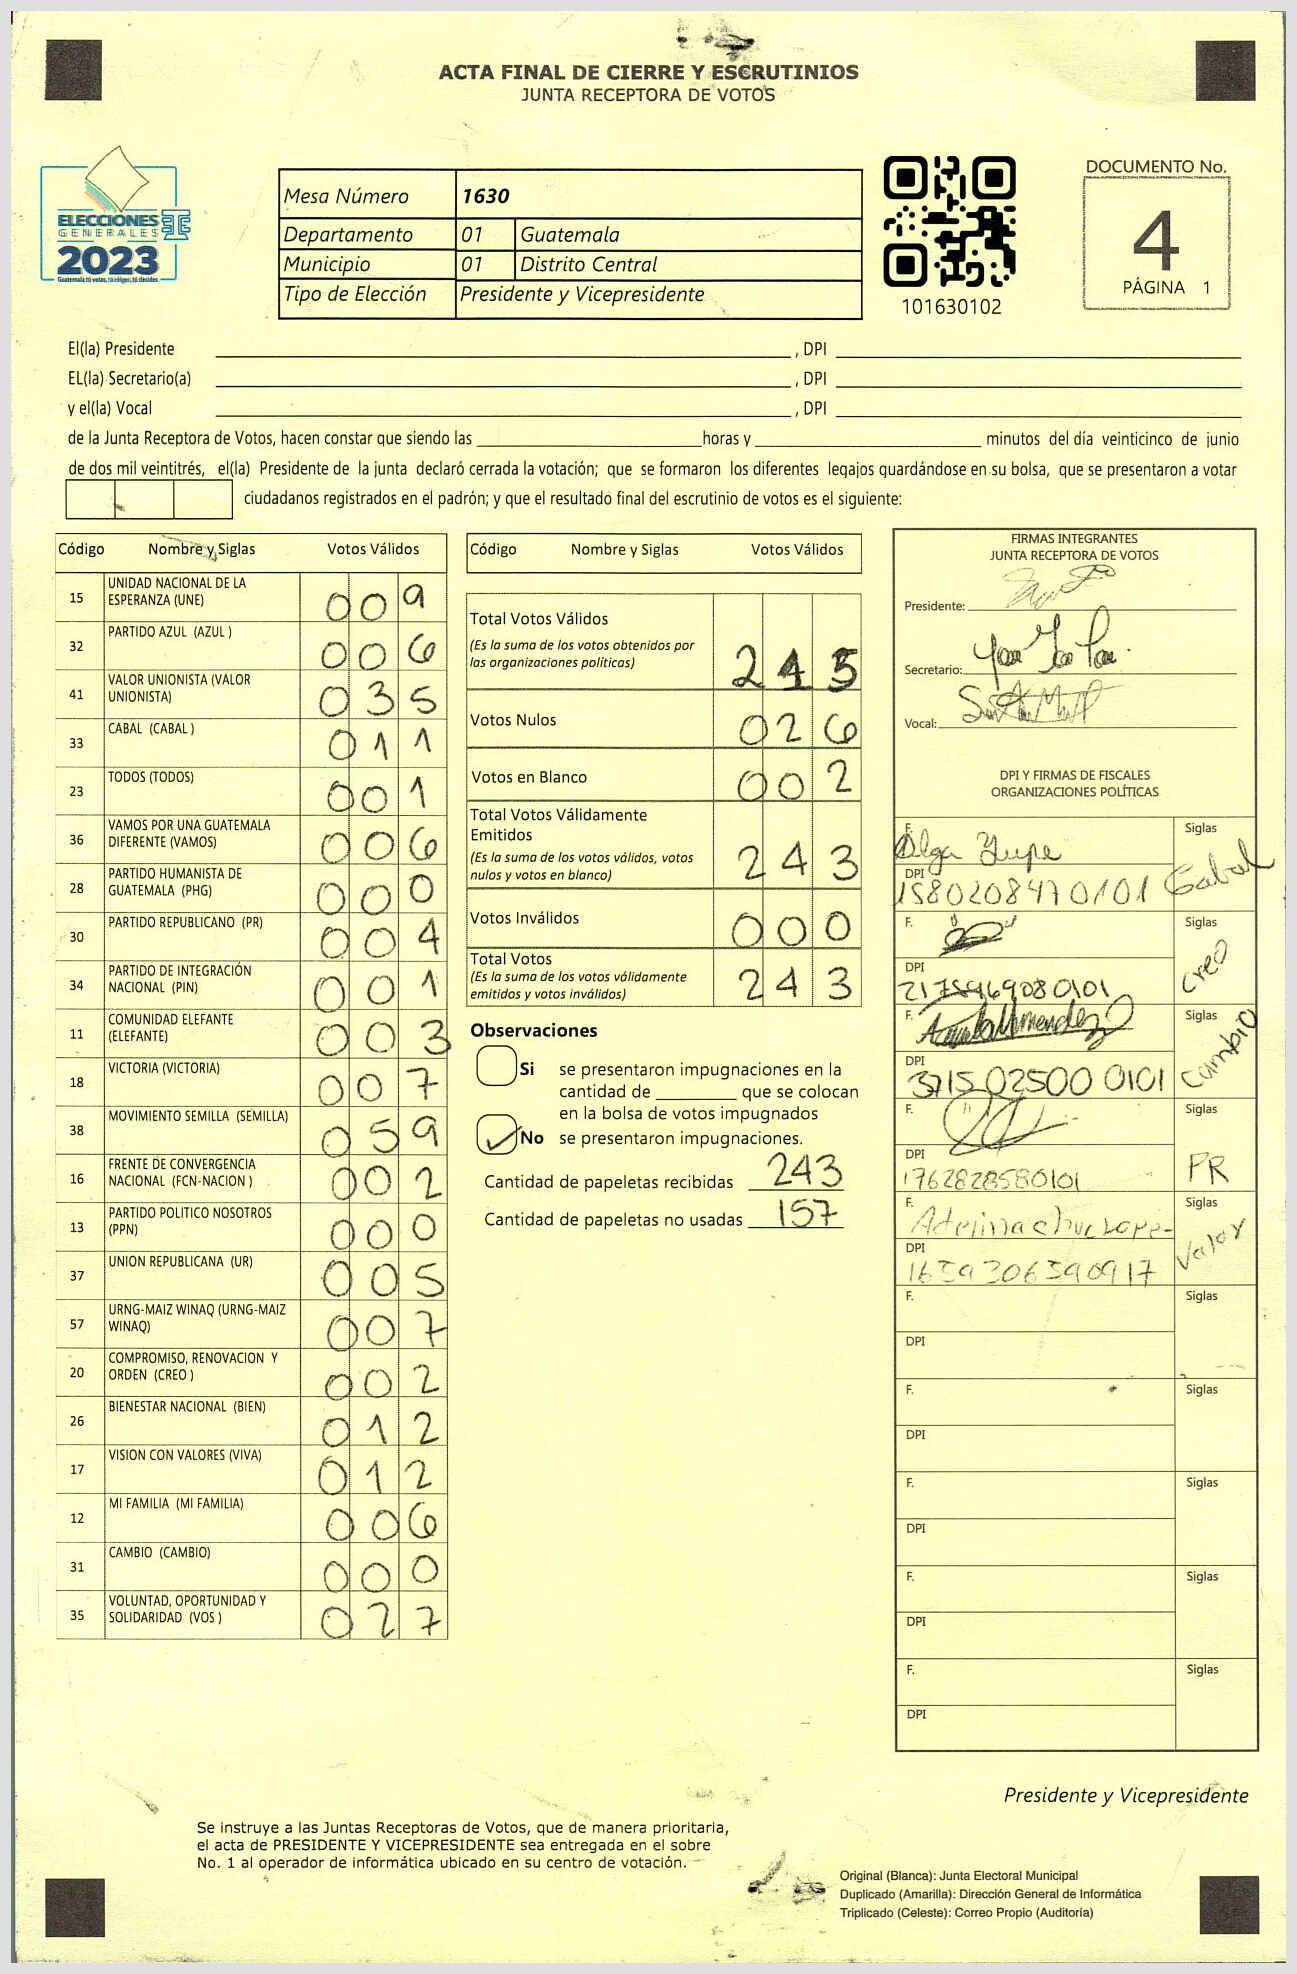 ACTA FINAL DE CIERRE Y ESCRUTINIOS
JUNTA RECEPTORA DE VOTOS
ELECCIONES
GENERALES
2023
Guatemala tú votas, tú eliges, tú decides
Mesa Número 1630
Departamento 01 Guatemala
Municipio 01 Distrito Central
Tipo de Elección Presidente y Vicepresidente
101630102
DOCUMENTO No.
4
PÁGINA 1
El(la) Presidente , DPI
EL(la) Secretario(a) , DPI
y el(la) Vocal , DPI
de la Junta Receptora de Votos, hacen constar que siendo las horas y minutos del día veinticinco de junio
de dos mil veintitrés, el(la) Presidente de la junta declaró cerrada la votación; que se formaron los diferentes legajos guardándose en su bolsa, que se presentaron a votar
ciudadanos registrados en el padrón; y que el resultado final del escrutinio de votos es el siguiente:
Código Nombre y Siglas Votos Válidos
15 UNIDAD NACIONAL DE LA ESPERANZA (UNE) 009
32 PARTIDO AZUL (AZUL ) 006
41 VALOR UNIONISTA (VALOR UNIONISTA) 035
33 CABAL (CABAL ) 011
23 TODOS (TODOS) 001
36 VAMOS POR UNA GUATEMALA DIFERENTE (VAMOS) 006
28 PARTIDO HUMANISTA DE GUATEMALA (PHG) 000
30 PARTIDO REPUBLICANO (PR) 004
34 PARTIDO DE INTEGRACIÓN NACIONAL (PIN) 001
11 COMUNIDAD ELEFANTE (ELEFANTE) 003
18 VICTORIA (VICTORIA) 007
38 MOVIMIENTO SEMILLA (SEMILLA) 059
16 FRENTE DE CONVERGENCIA NACIONAL (FCN-NACION ) 002
13 PARTIDO POLITICO NOSOTROS (PPN) 000
37 UNION REPUBLICANA (UR) 005
57 URNG-MAIZ WINAQ (URNG-MAIZ WINAQ) 007
20 COMPROMISO, RENOVACION Y ORDEN (CREO ) 002
26 BIENESTAR NACIONAL (BIEN) 012
17 VISION CON VALORES (VIVA) 012
12 MI FAMILIA (MI FAMILIA) 006
31 CAMBIO (CAMBIO) 000
35 VOLUNTAD, OPORTUNIDAD Y SOLIDARIDAD (VOS ) 027
Código Nombre y Siglas Votos Válidos
Total Votos Válidos
(Es la suma de los votos obtenidos por
las organizaciones políticas) 215
Votos Nulos 026
Votos en Blanco 002
Total Votos Válidamente
Emitidos
(Es la suma de los votos válidos, votos
nulos y votos en blanco) 243
Votos Inválidos 000
Total Votos
(Es la suma de los votos válidamente
emitidos y votos inválidos) 243
Observaciones
Si se presentaron impugnaciones en la
cantidad de que se colocan
en la bolsa de votos impugnados
No se presentaron impugnaciones.
Cantidad de papeletas recibidas 243
Cantidad de papeletas no usadas 157
FIRMAS INTEGRANTES
JUNTA RECEPTORA DE VOTOS
Presidente:
Secretario:
Vocal:
DPI Y FIRMAS DE FISCALES
ORGANIZACIONES POLÍTICAS
F. Olga Siglas
DPI 1580208470101 Cabal
F. Siglas
DPI Creo
F. Siglas
DPI 3715025000101 Cambio
F. Siglas
DPI 1762828580101 PR
F. Siglas
DPI 1659306590917 Valor
F. Siglas
DPI
F. Siglas
DPI
F. Siglas
DPI
F. Siglas
DPI
F. Siglas
DPI
Presidente y Vicepresidente
Se instruye a las Juntas Receptoras de Votos, que de manera prioritaria,
el acta de PRESIDENTE Y VICEPRESIDENTE sea entregada en el sobre
No. 1 al operador de informática ubicado en su centro de votación.
Original (Blanca): Junta Electoral Municipal
Duplicado (Amarilla): Dirección General de Informática
Triplicado (Celeste): Correo Propio (Auditoría)